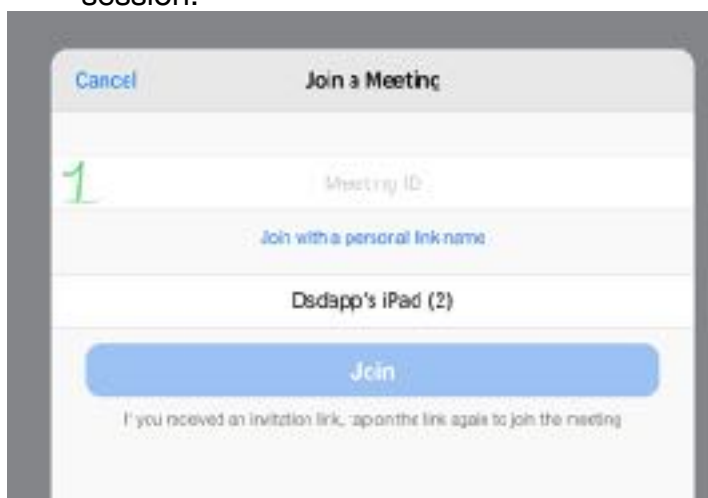 session.
Cancel
Join a Meeting
1
Meeting ID
Join with a personal link name
Dsdapp's iPad (2)
Join
If you received an invitation link, tap on the link again to join the meeting